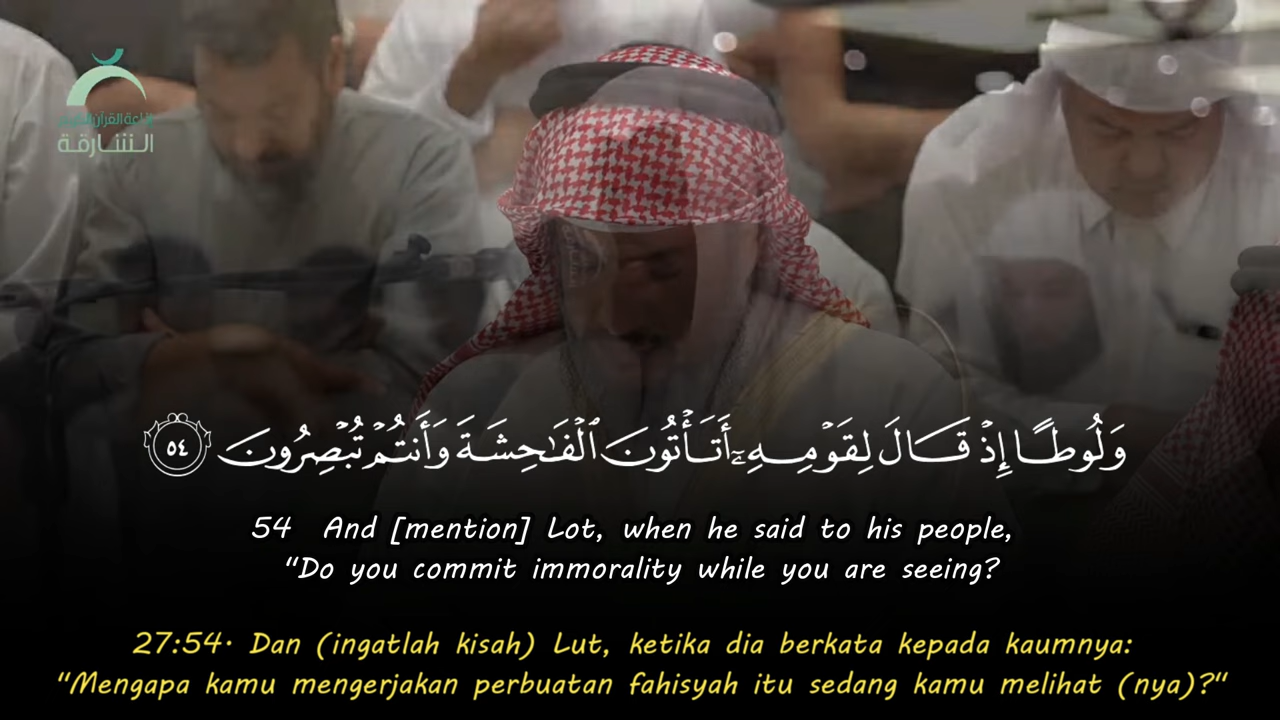 الشارقة
وَلُوطًا إِذْ قَالَ لِقَوْمِهِۦٓ أَتَأْتُونَ ٱلْفَٰحِشَةَ وَأَنتُمْ تُبْصِرُونَ ٥٤
54 And [mention] Lot, when he said to his people,
"Do you commit immorality while you are seeing?
27:54· Dan (ingatlah kisah) Lut, ketika dia berkata kepada kaumnya:
"Mengapa kamu mengerjakan perbuatan fahisyah itu sedang kamu melihat (nya)?"